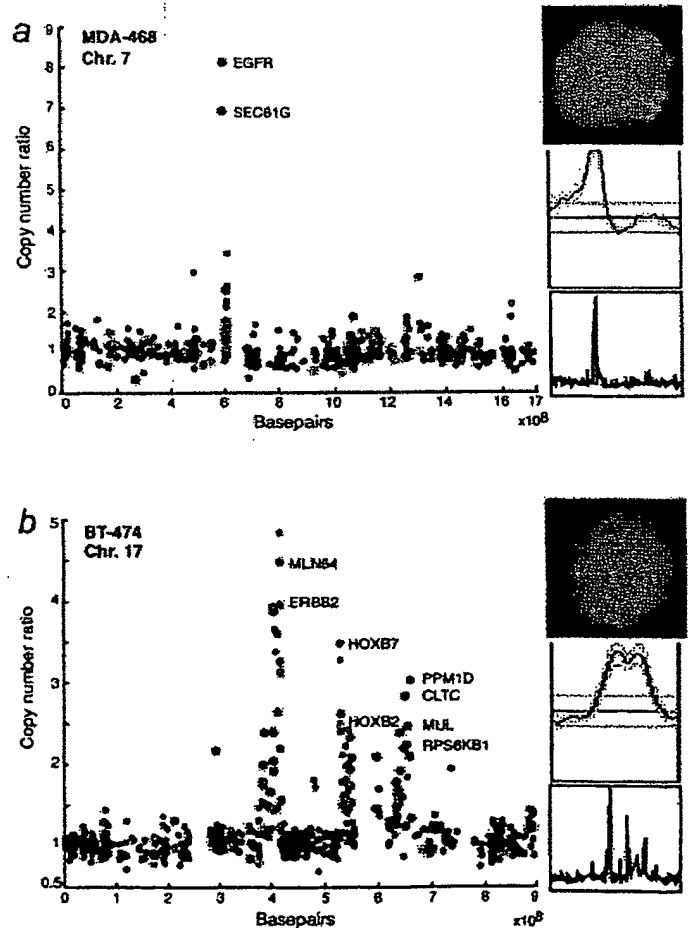 a
MDA-468
Chr. 7
9
8
7
6
5
4
3
2
1
0
Copy number ratio
EGFR
SEC61G
0 2 4 6 8 10 12 14 16 17
Basepairs
x10⁸
b
BT-474
Chr. 17
5
4
3
2
1
0.5
Copy number ratio
MLN64
ERBB2
HOXB7
PPM1D
CLTC
HOXB2
MUL
RPS6KB1
0 1 2 3 4 5 6 7 8 9
Basepairs
x10⁸